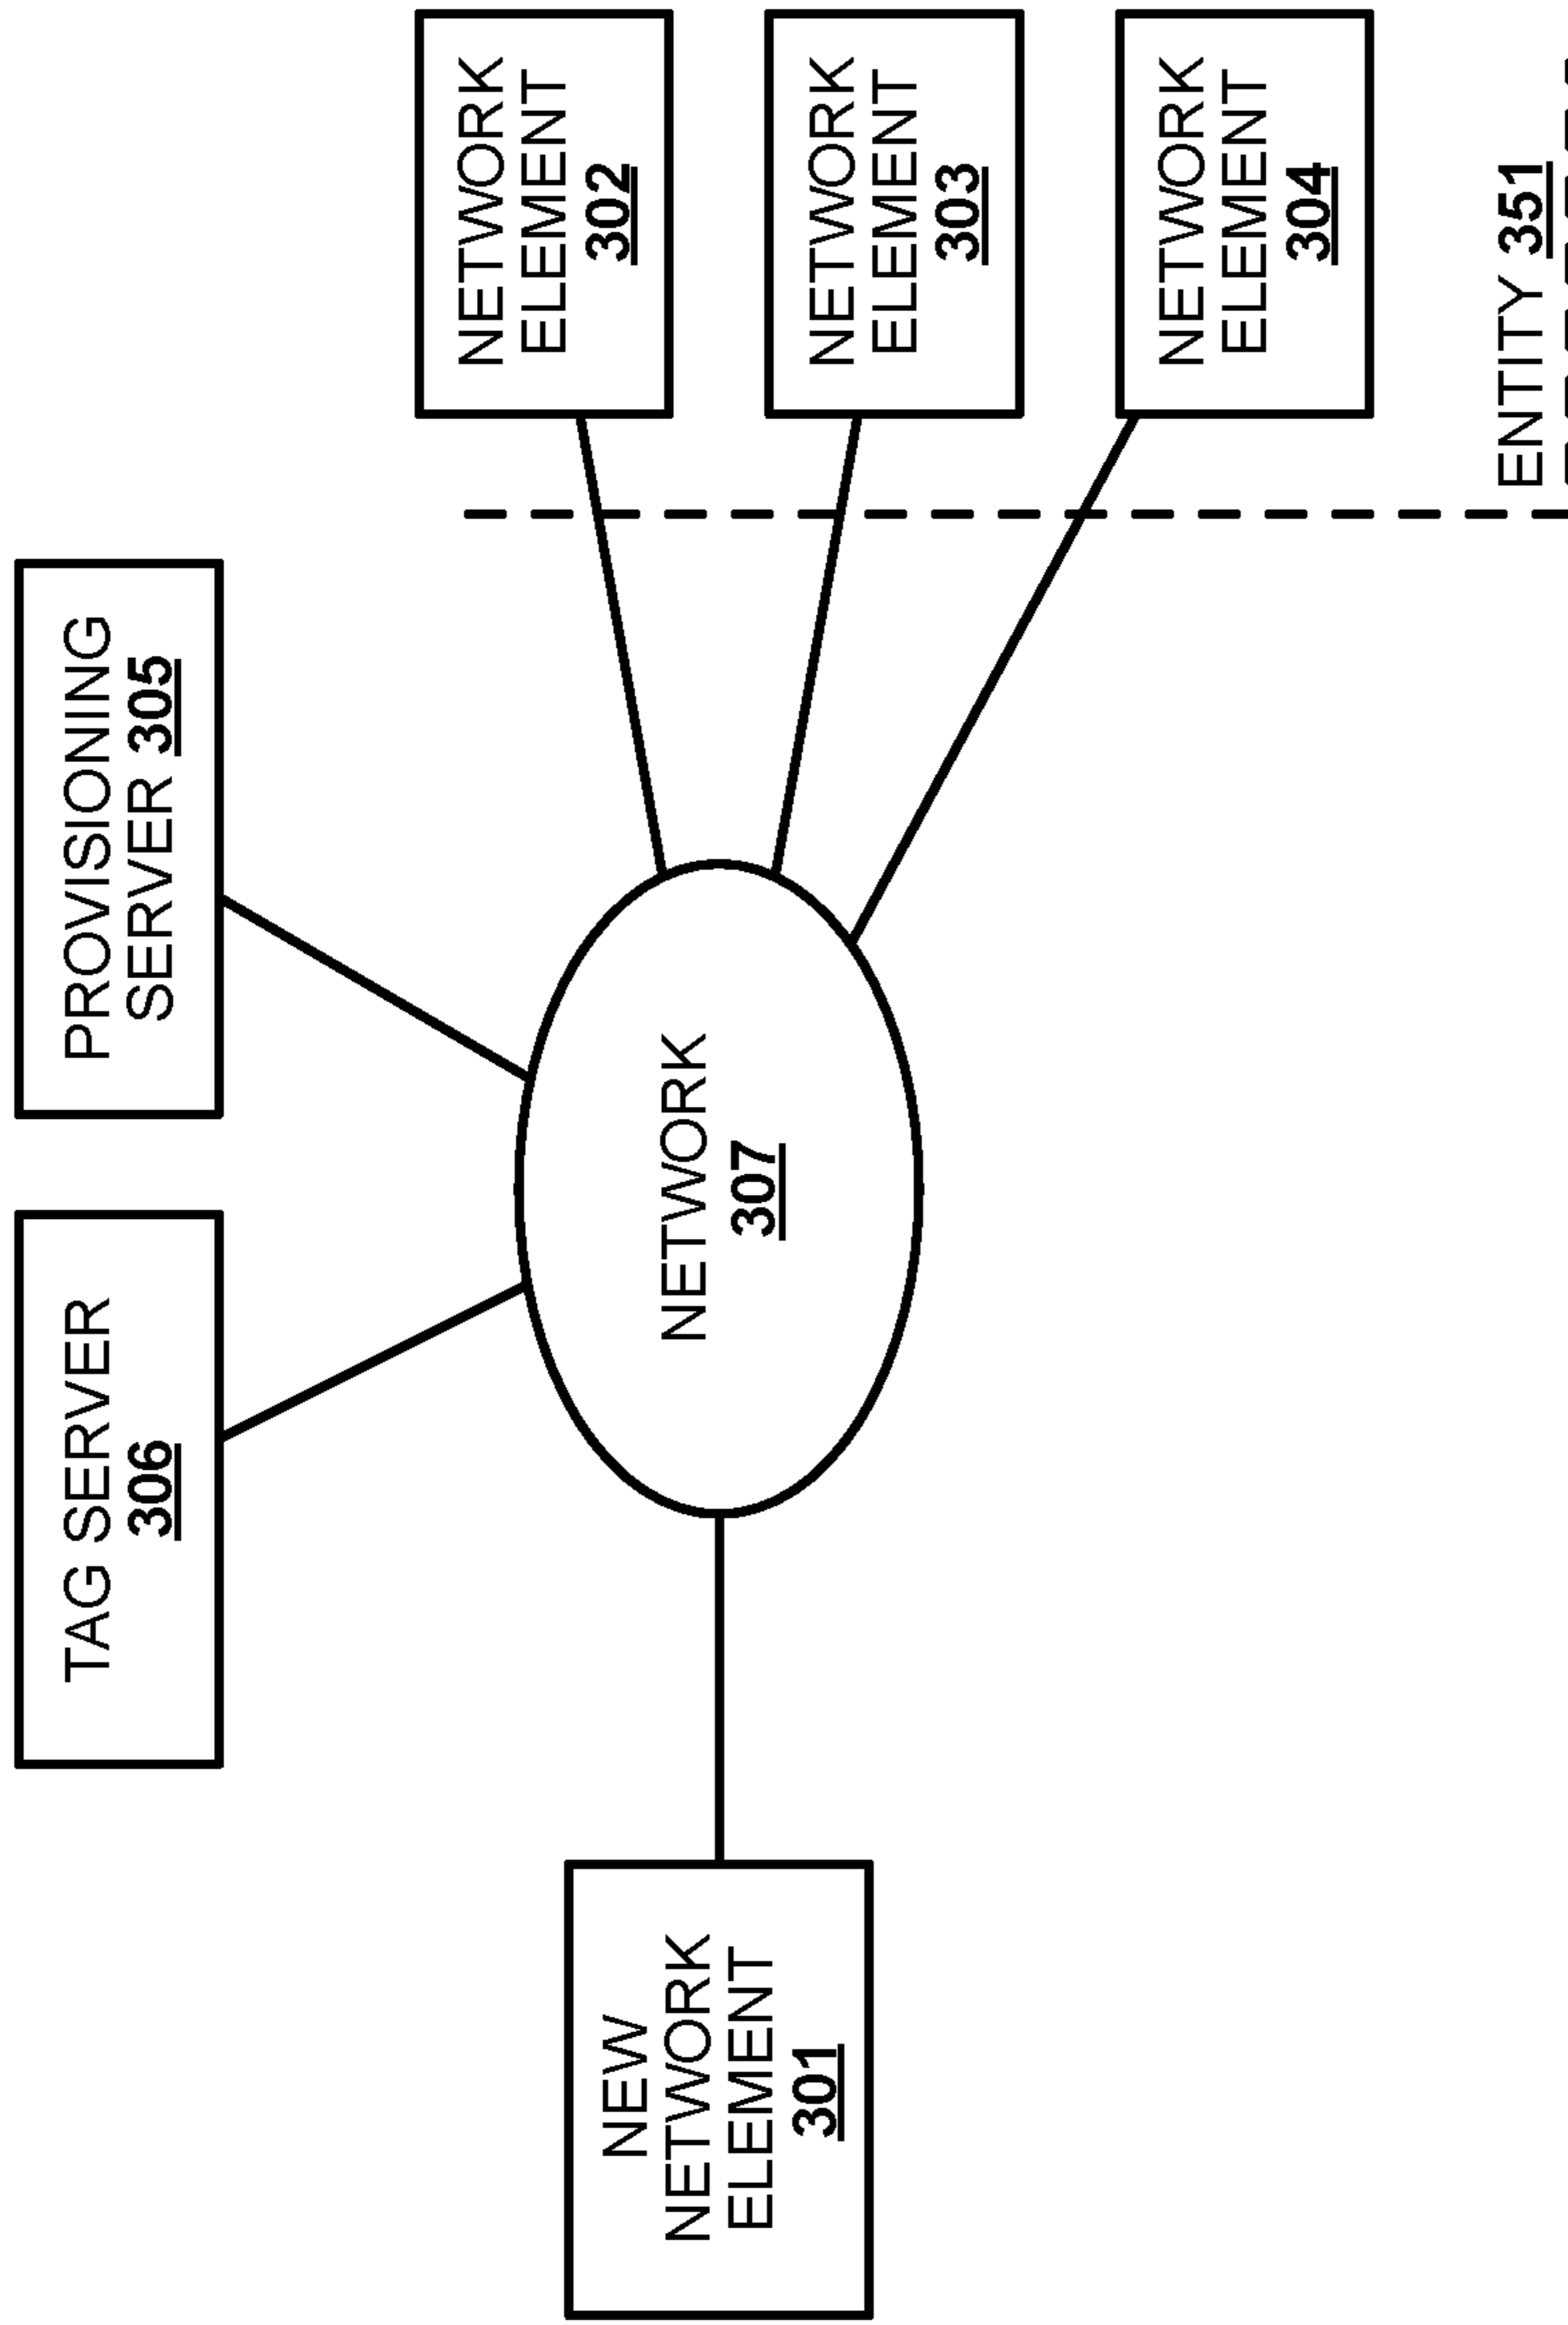 TAG SERVER
306
PROVISIONING
SERVER 305
NEW
NETWORK
ELEMENT
301
NETWORK
307
NETWORK
ELEMENT
302
NETWORK
ELEMENT
303
NETWORK
ELEMENT
304
ENTITY 351